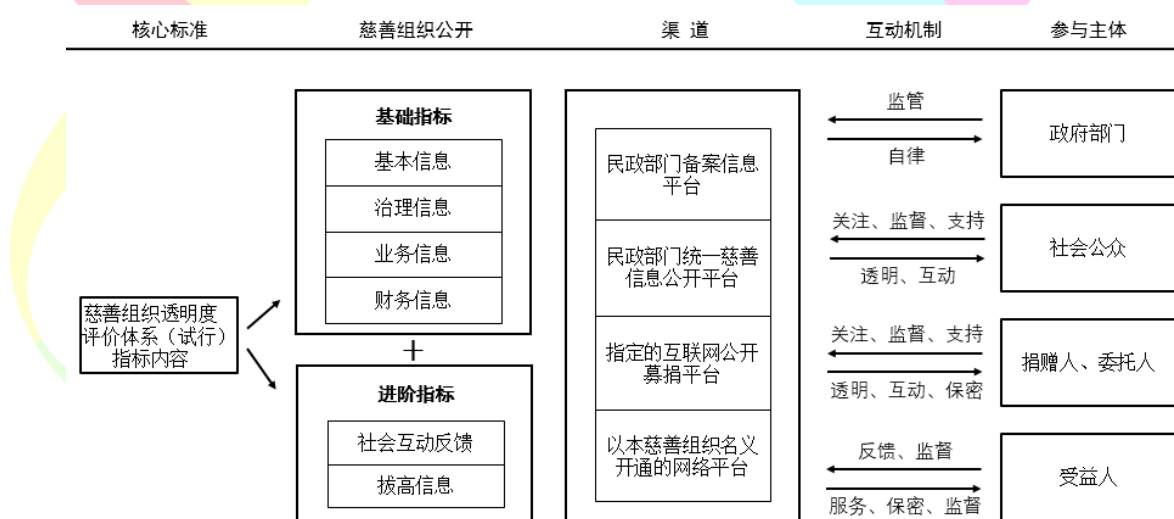 核心标准
慈善组织公开
渠 道
互动机制
参与主体
慈善组织透明度
评价体系（试行）
指标内容
基础指标
基本信息
治理信息
业务信息
财务信息
+
进阶指标
社会互动反馈
拔高信息
民政部门备案信息
平台
民政部门统一慈善
信息公开平台
指定的互联网公开
募捐平台
以本慈善组织名义
开通的网络平台
监管
自律
政府部门
关注、监督、支持
透明、互动
社会公众
关注、监督、支持
透明、互动、保密
捐赠人、委托人
反馈、监督
服务、保密、监督
受益人